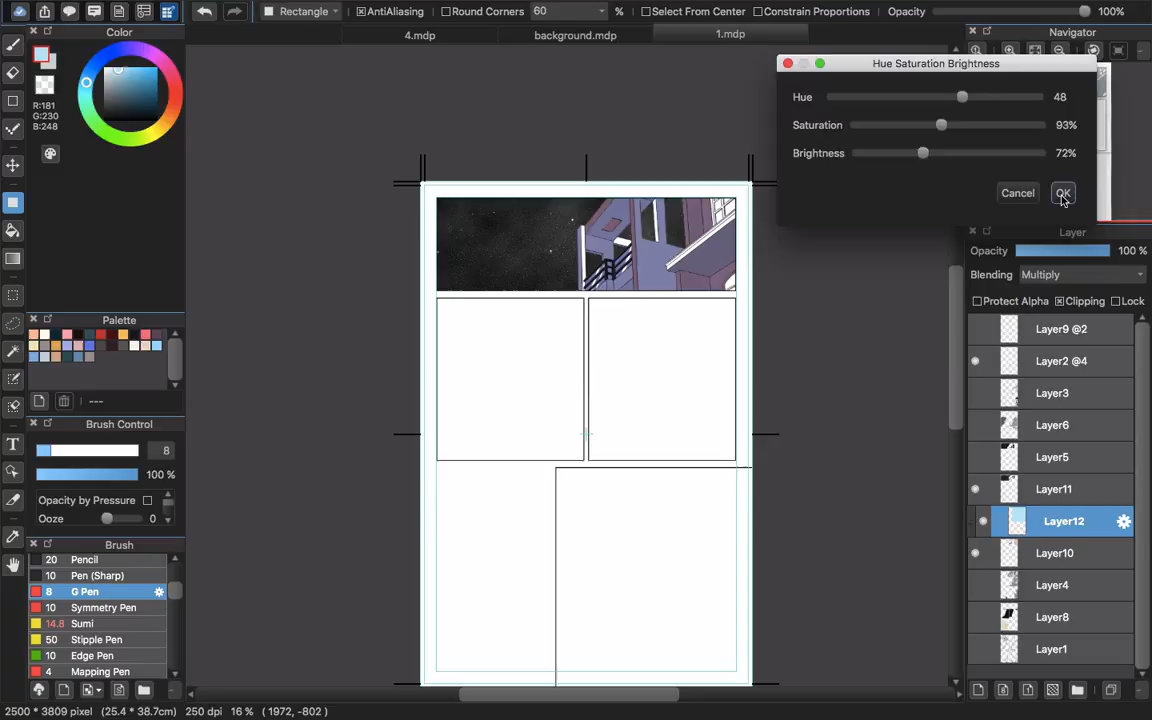 Rectangle AntiAliasing Round Corners 60 % Select From Center Constrain Proportions Opacity 100%
Color
4.mdp background.mdp 1.mdp
Navigator
Hue Saturation Brightness
Hue 48
Saturation 93%
Brightness 72%
Cancel OK
R:181
G:230
B:248
Layer
Opacity 100 %
Blending Multiply
Protect Alpha Clipping Lock
Layer9 @2
Layer2 @4
Layer3
Layer6
Layer5
Layer11
Layer12
Layer10
Layer4
Layer8
Layer1
Palette
---
Brush Control
8
100 %
Opacity by Pressure
Ooze 0
Brush
20 Pencil
10 Pen (Sharp)
8 G Pen
10 Symmetry Pen
14.8 Sumi
50 Stipple Pen
10 Edge Pen
4 Mapping Pen
T
2500 * 3809 pixel (25.4 * 38.7cm) 250 dpi 16 % ( 1972, -802 )